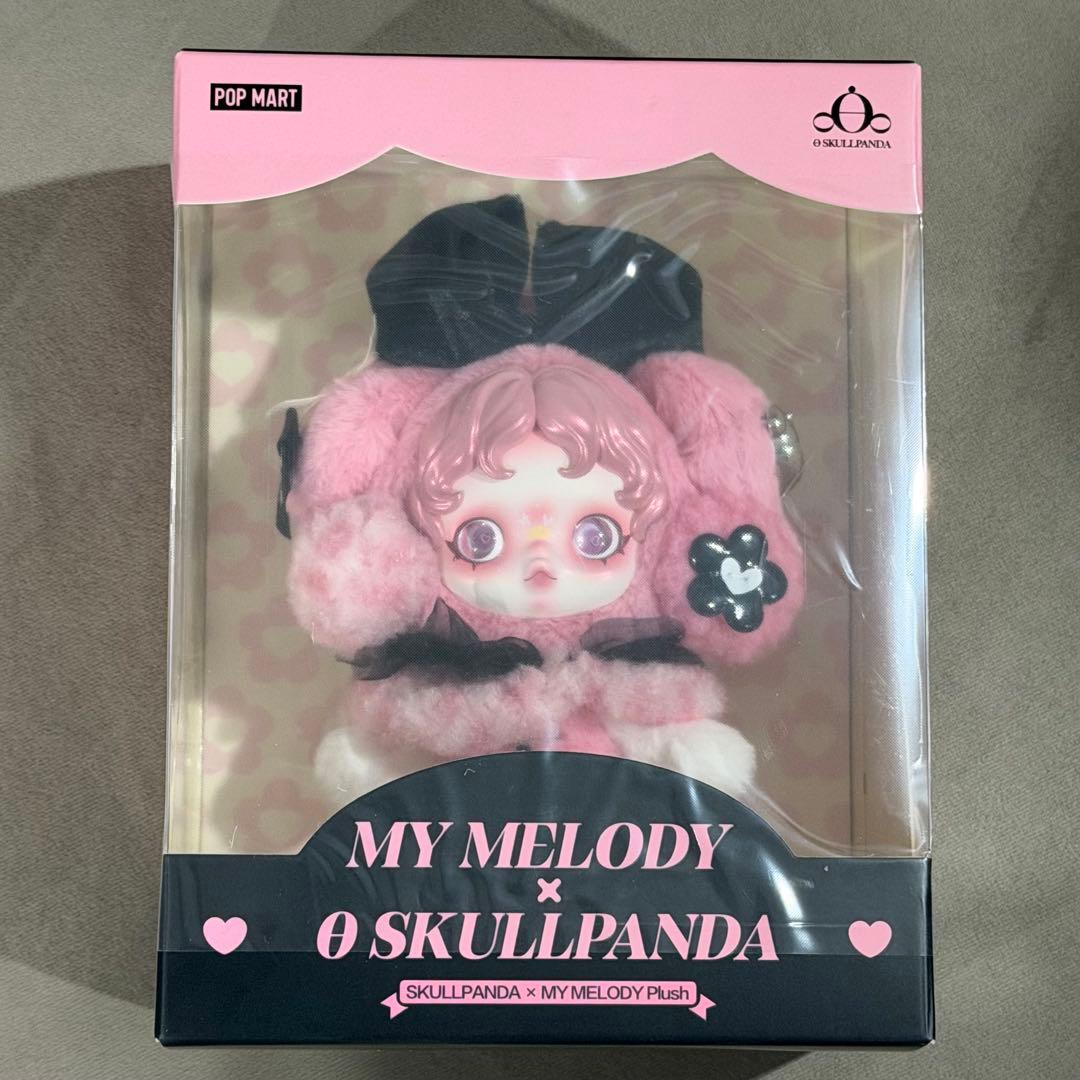 POP MART
θ SKULLPANDA
MY MELODY
×
θ SKULLPANDA
SKULLPANDA × MY MELODY Plush